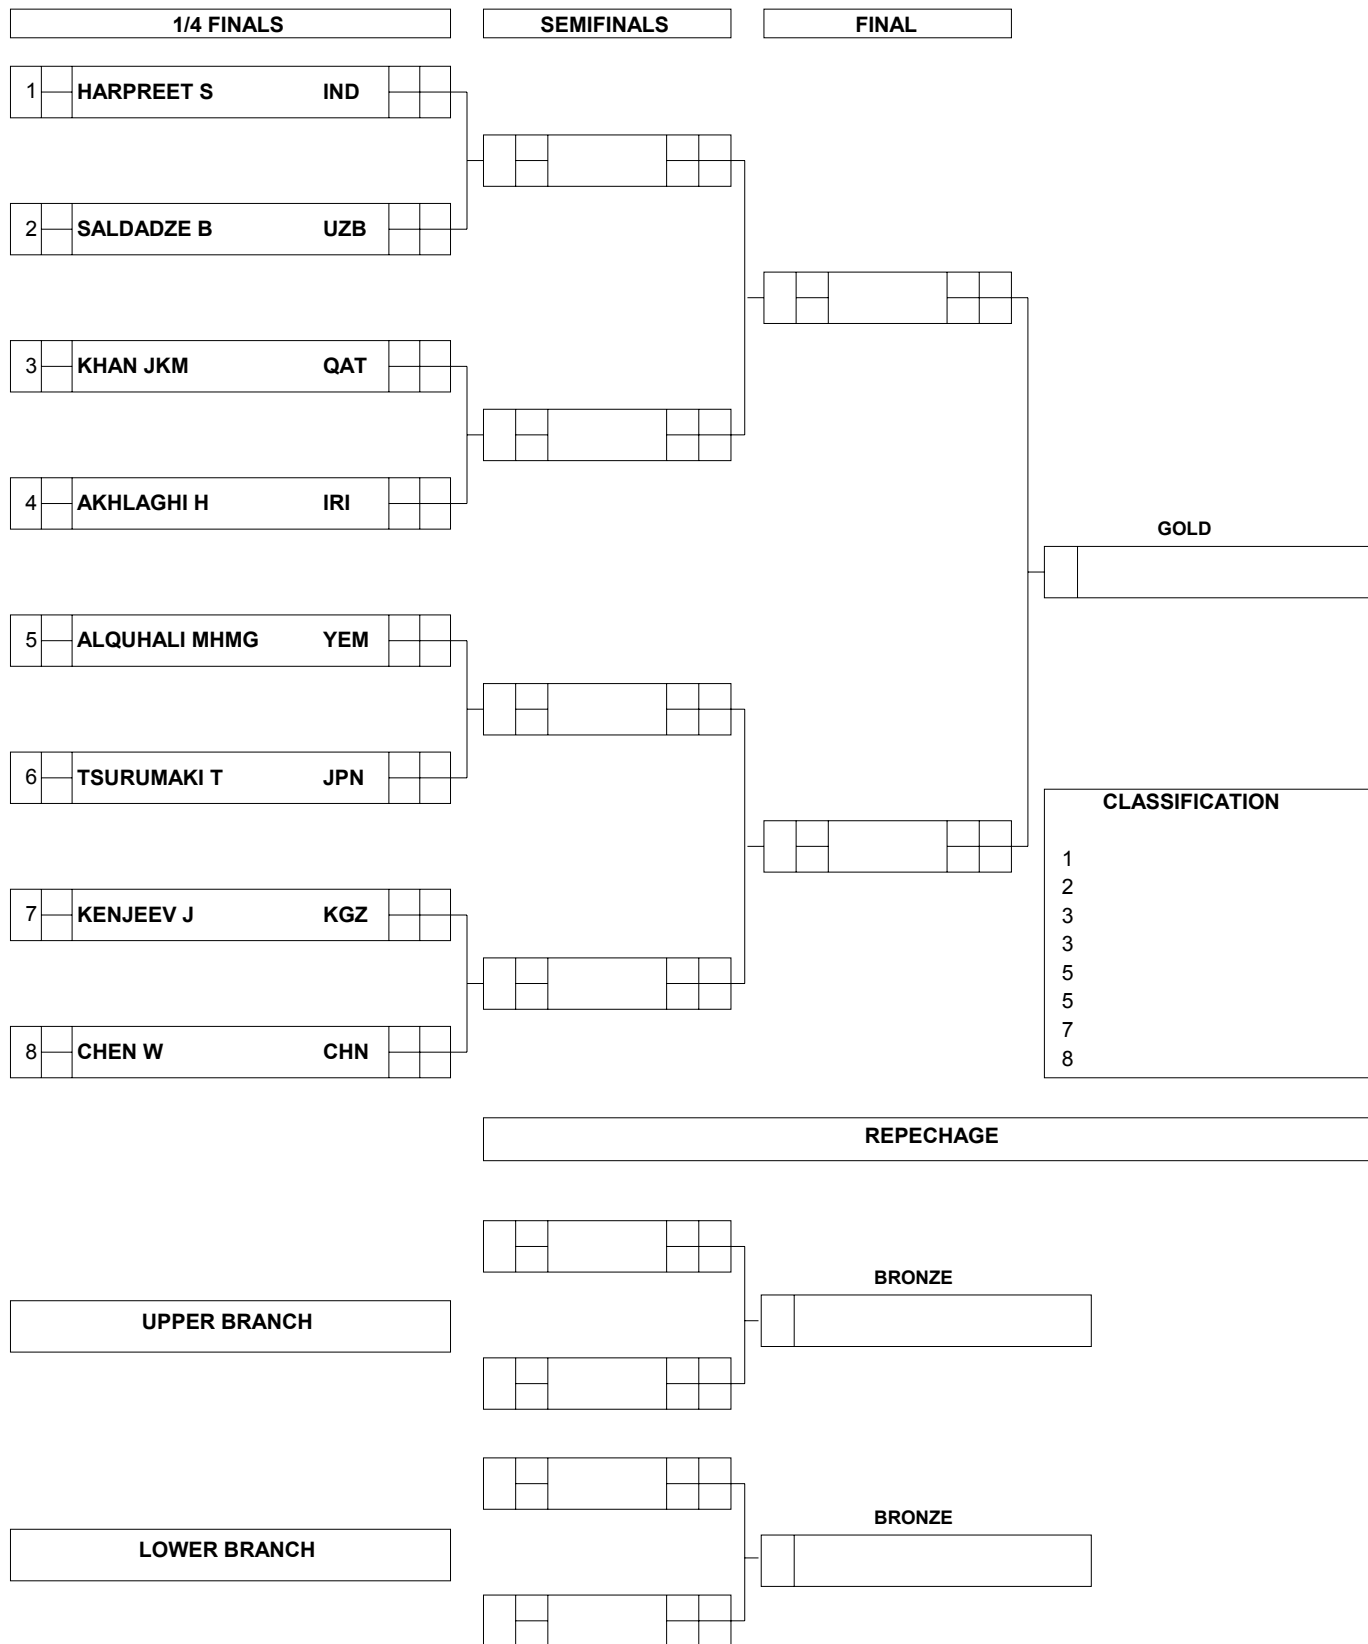 1/4 FINALS SEMIFINALS FINAL
1 HARPREET S IND
2 SALDADZE B UZB
3 KHAN JKM QAT
4 AKHLAGHI H IRI
GOLD
5 ALQUHALI MHMG YEM
6 TSURUMAKI T JPN
CLASSIFICATION
1
2
3
3
5
5
7
8
7 KENJEEV J KGZ
8 CHEN W CHN
REPECHAGE
BRONZE
UPPER BRANCH
BRONZE
LOWER BRANCH